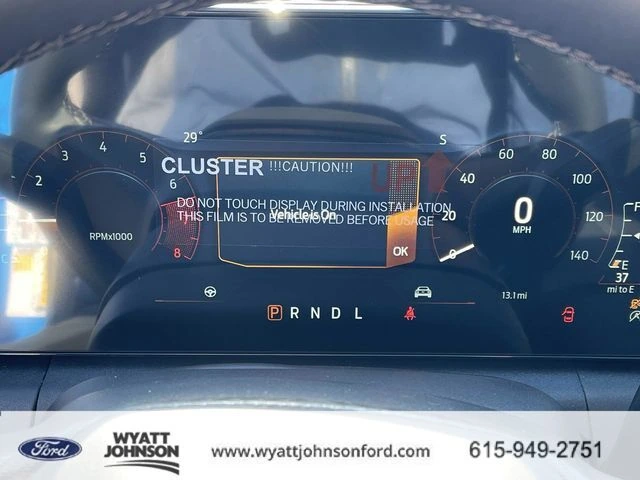 29° S
CLUSTER !!!CAUTION!!!
UP
DO NOT TOUCH DISPLAY DURING INSTALLATION
THIS FILM IS TO BE REMOVED BEFORE USAGE
Vehicle is On
OK
2 3 4 5 6 8
RPMx1000
0 20 40 60 80 100 120 140
0
MPH
13.1 mi
F
E
37
mi to E
P R N D L
Ford
WYATT
JOHNSON
www.wyattjohnsonford.com
615-949-2751